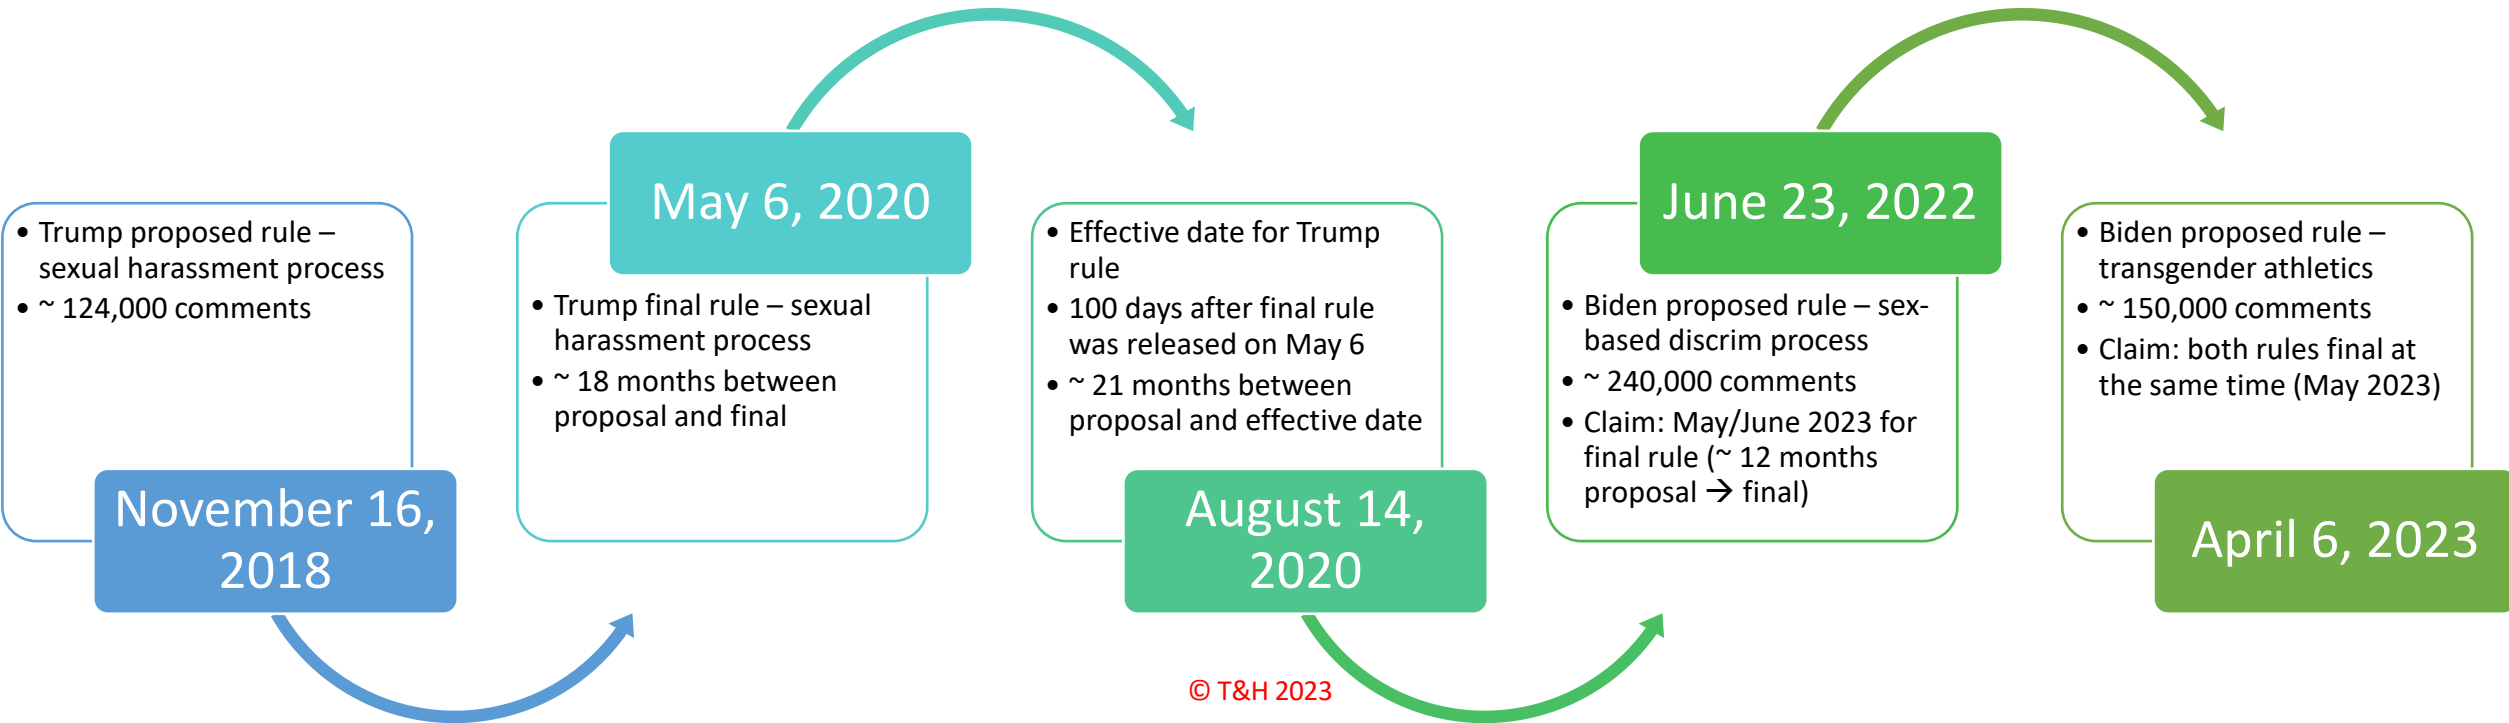 • Trump proposed rule –
sexual harassment process
• ~ 124,000 comments
November 16,
2018
May 6, 2020
• Trump final rule – sexual
harassment process
• ~ 18 months between
proposal and final
• Effective date for Trump
rule
• 100 days after final rule
was released on May 6
• ~ 21 months between
proposal and effective date
August 14,
2020
June 23, 2022
• Biden proposed rule – sex-
based discrim process
• ~ 240,000 comments
• Claim: May/June 2023 for
final rule (~ 12 months
proposal → final)
• Biden proposed rule –
transgender athletics
• ~ 150,000 comments
• Claim: both rules final at
the same time (May 2023)
April 6, 2023
© T&H 2023